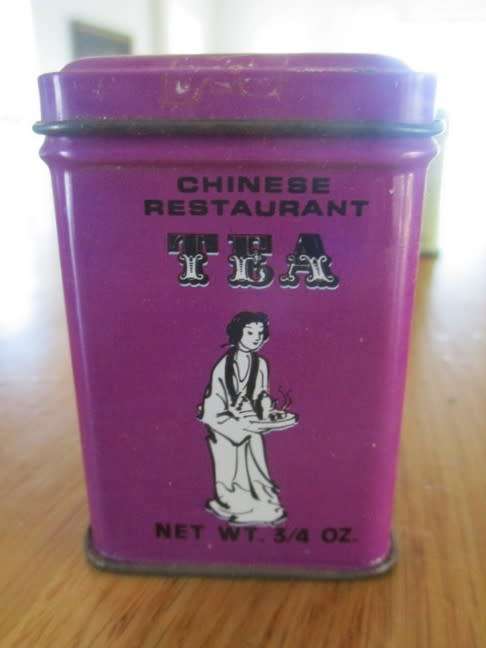 CHINESE
RESTAURANT
TEA
NET WT. 3/4 OZ.